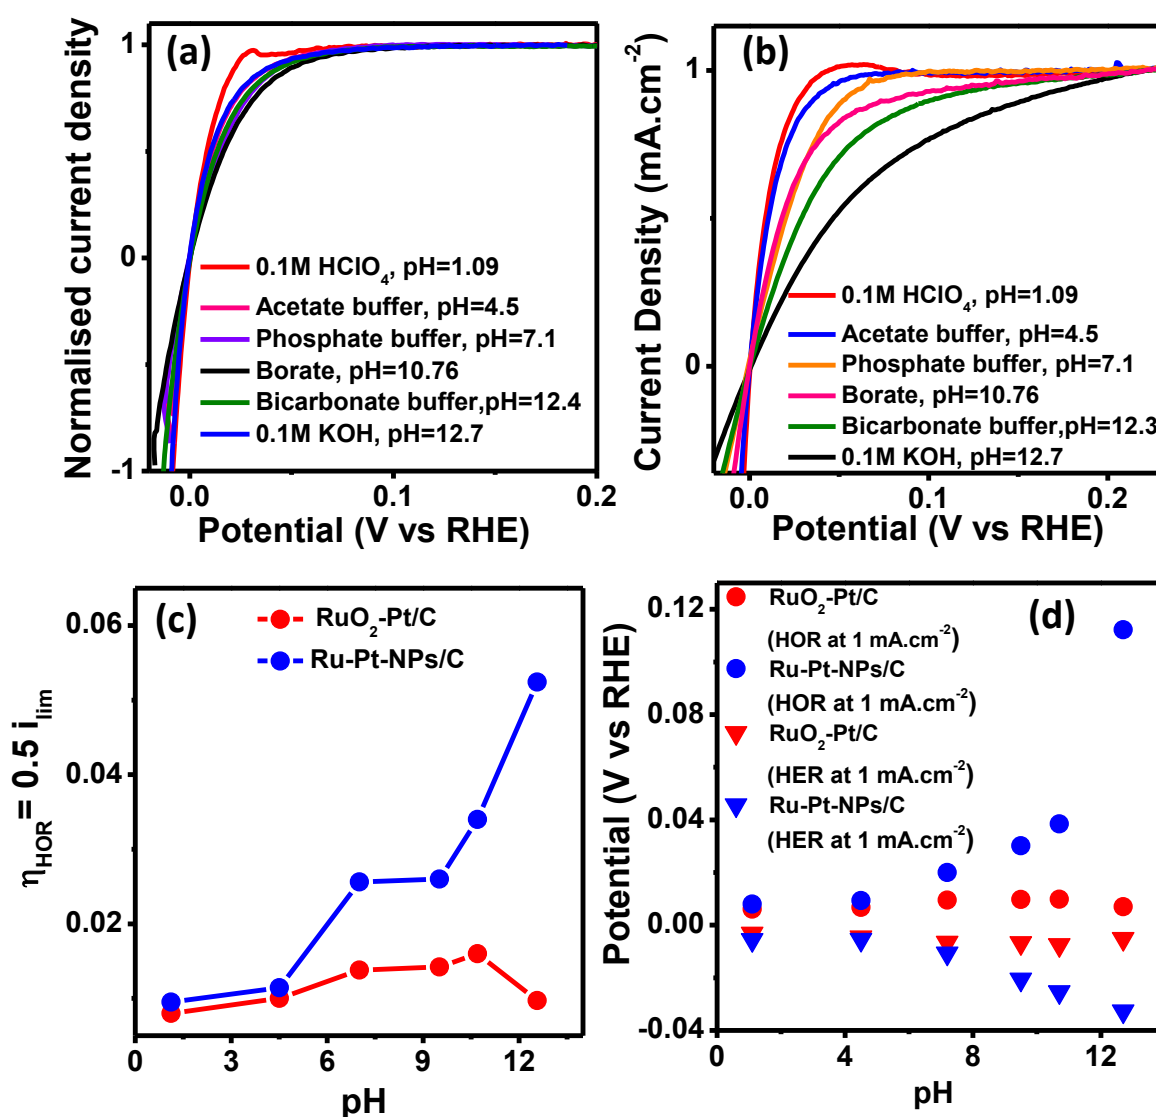 (a)
Normalised current density
1
0
-1
0.1M HClO4, pH=1.09
Acetate buffer, pH=4.5
Phosphate buffer, pH=7.1
Borate, pH=10.76
Bicarbonate buffer,pH=12.4
0.1M KOH, pH=12.7
0.0 0.1 0.2
Potential (V vs RHE)
(b)
Current Density (mA.cm-2)
1
0
0.1M HClO4, pH=1.09
Acetate buffer, pH=4.5
Phosphate buffer, pH=7.1
Borate, pH=10.76
Bicarbonate buffer,pH=12.3
0.1M KOH, pH=12.7
0.0 0.1 0.2
Potential (V vs RHE)
(c)
ηHOR = 0.5 ilim
0.06
0.04
0.02
RuO2-Pt/C
Ru-Pt-NPs/C
0 3 6 9 12
pH
(d)
Potential (V vs RHE)
0.12
0.08
0.04
0.00
-0.04
RuO2-Pt/C
(HOR at 1 mA.cm-2)
Ru-Pt-NPs/C
(HOR at 1 mA.cm-2)
RuO2-Pt/C
(HER at 1 mA.cm-2)
Ru-Pt-NPs/C
(HER at 1 mA.cm-2)
0 4 8 12
pH